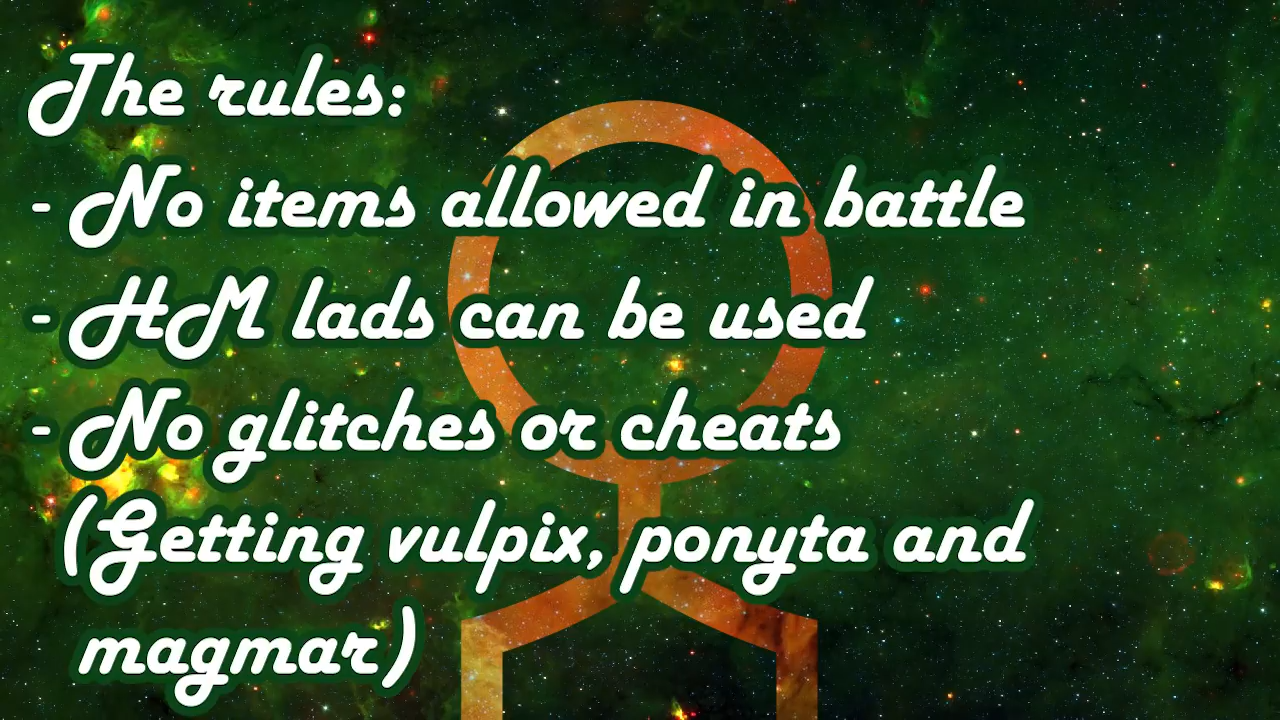 The rules:
- No items allowed in battle
- HM lads can be used
- No glitches or cheats
(Getting vulpix, ponyta and
magmar)